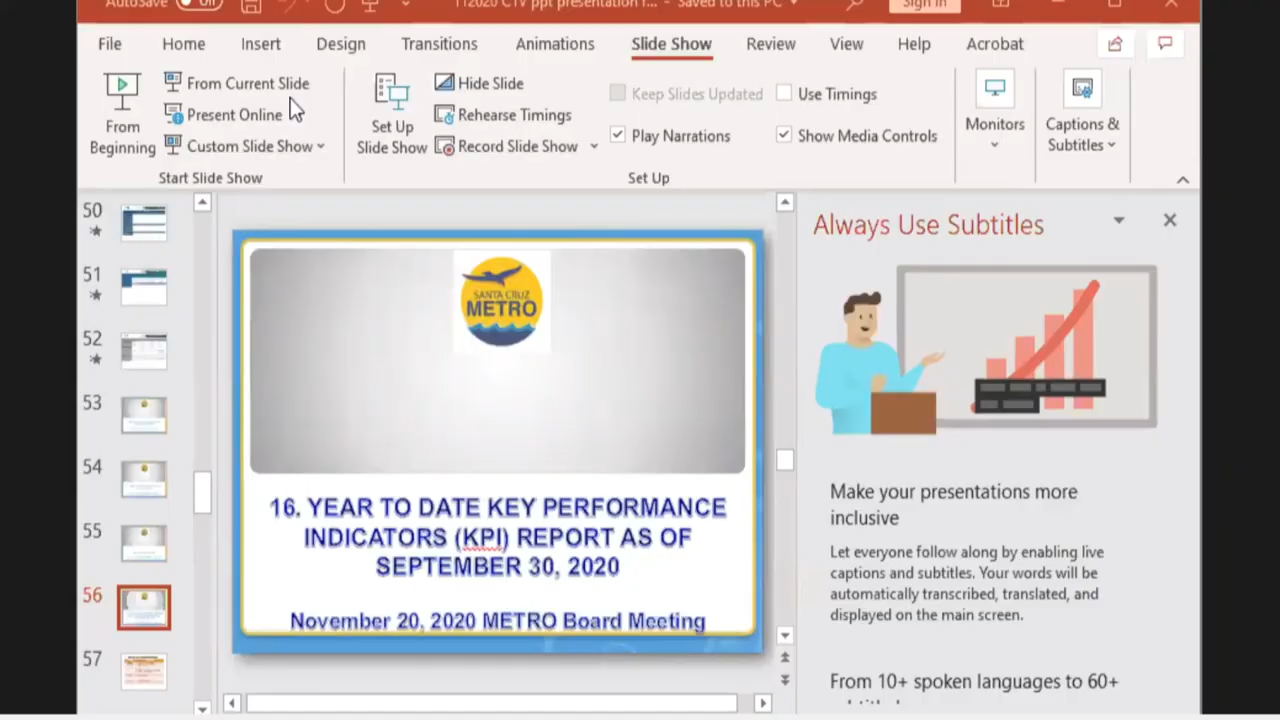 AutoSave Off 112020 CTV ppt presentation f... - Saved to this PC Sign in
File Home Insert Design Transitions Animations Slide Show Review View Help Acrobat
From Beginning
From Current Slide
Present Online
Custom Slide Show
Start Slide Show
Set Up Slide Show
Hide Slide
Rehearse Timings
Record Slide Show
Keep Slides Updated
Play Narrations
Use Timings
Show Media Controls
Set Up
Monitors
Captions &
Subtitles
50
51
52
53
54
55
56
57
SANTA CRUZ
METRO
16. YEAR TO DATE KEY PERFORMANCE
INDICATORS (KPI) REPORT AS OF
SEPTEMBER 30, 2020
November 20, 2020 METRO Board Meeting
Always Use Subtitles
Make your presentations more
inclusive
Let everyone follow along by enabling live
captions and subtitles. Your words will be
automatically transcribed, translated, and
displayed on the main screen.
From 10+ spoken languages to 60+